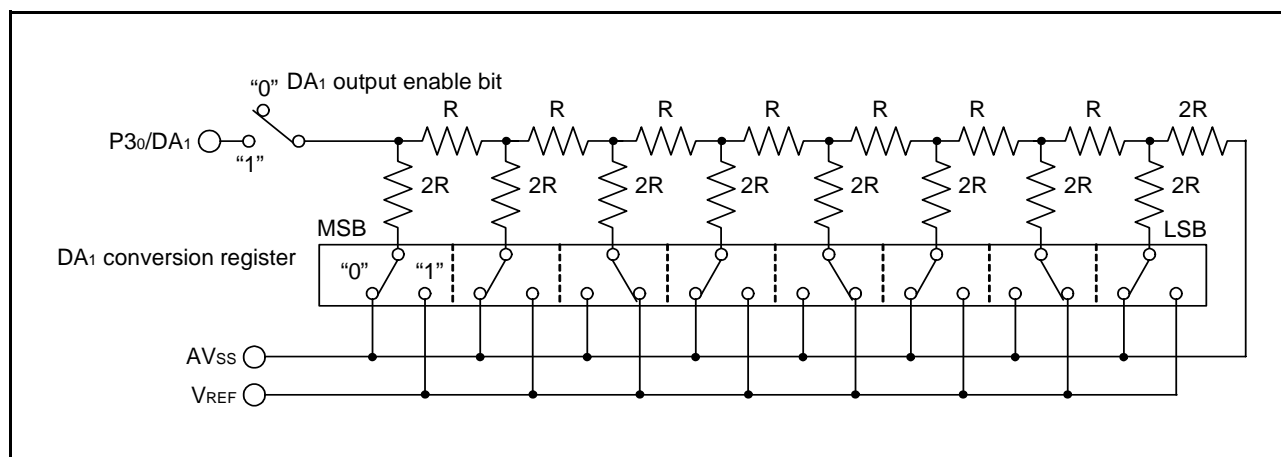 “0” DA1 output enable bit
R R R R R R R 2R
P30/DA1
“1”
2R 2R 2R 2R 2R 2R 2R 2R
MSB LSB
DA1 conversion register
“0” “1”
AVSS
VREF